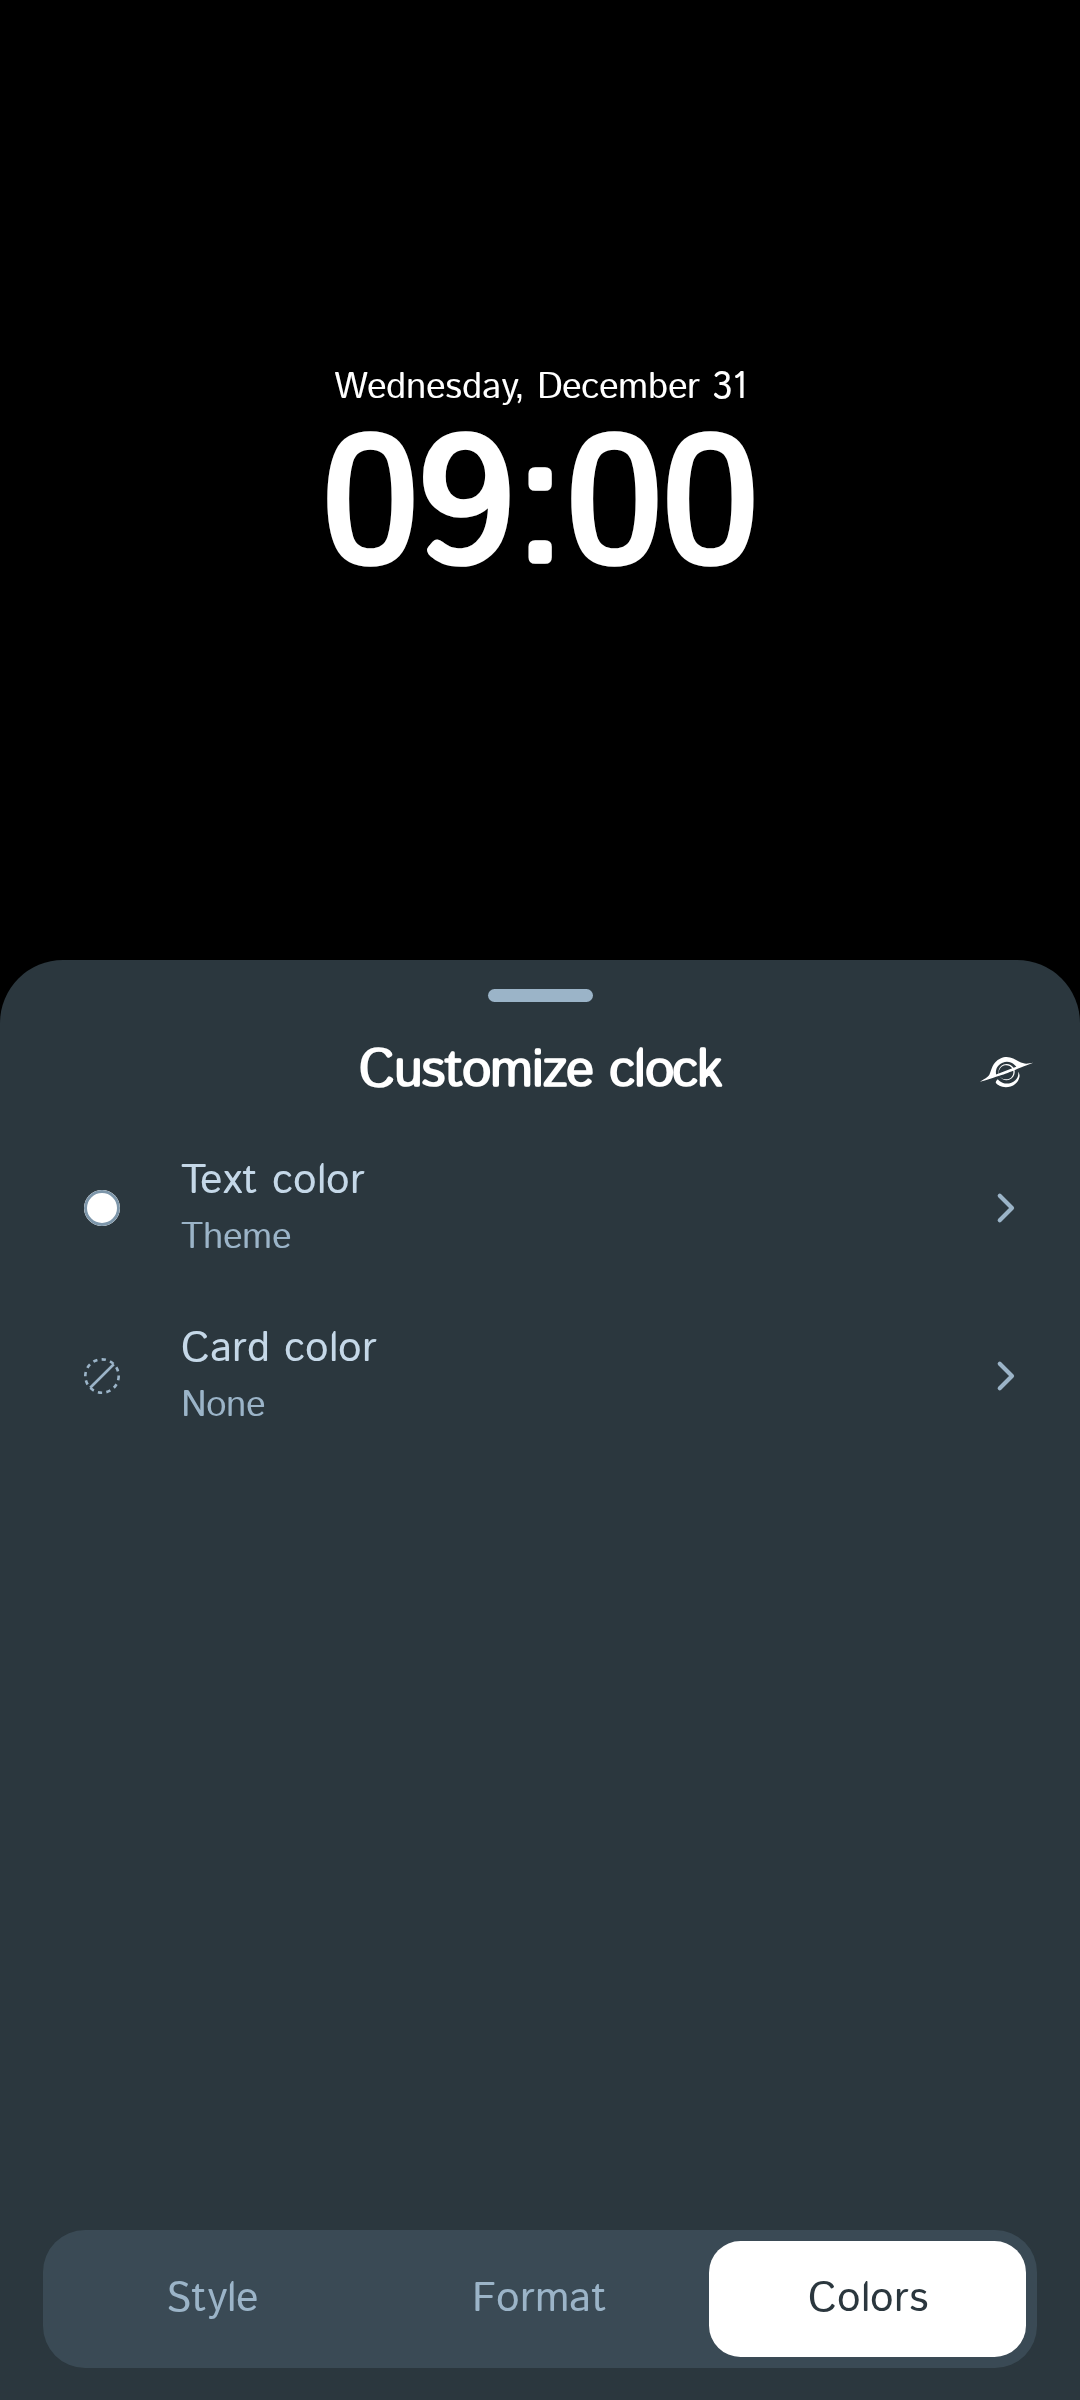 Wednesday, December 31
09:00
Customize clock
Text color
Theme
Card color
None
Style
Format
Colors